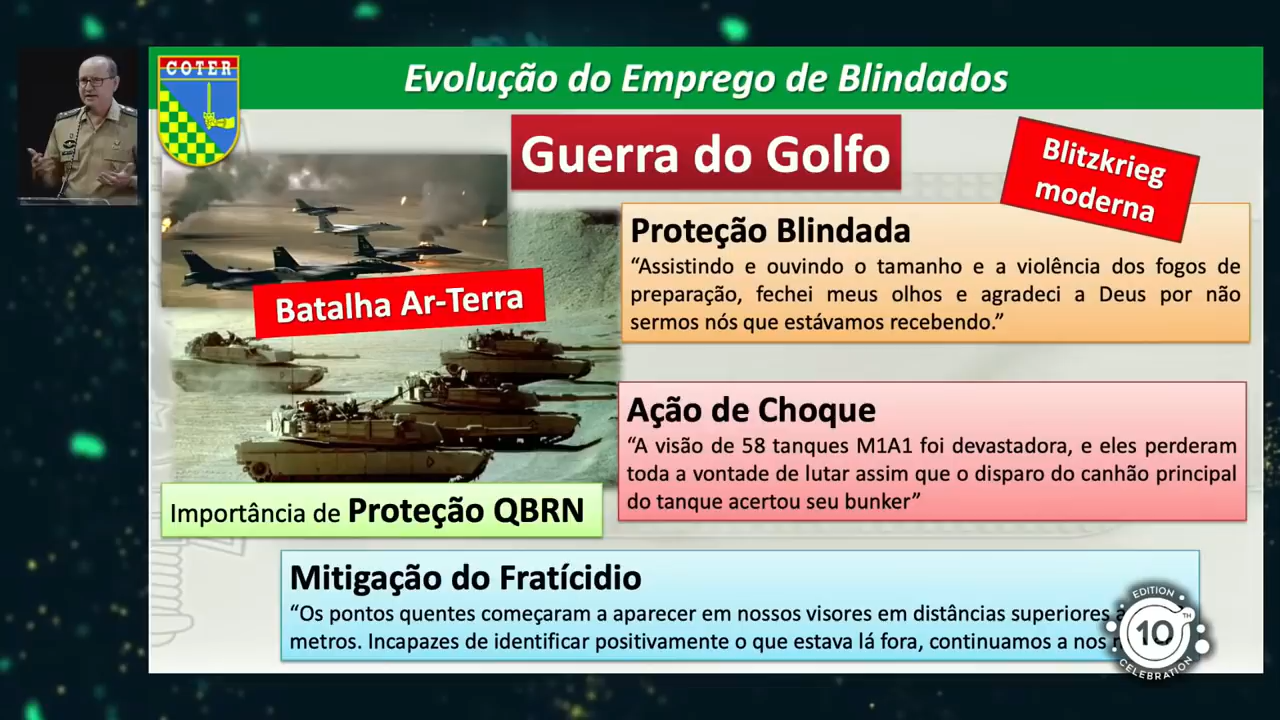 COTER
Evolução do Emprego de Blindados
Guerra do Golfo
Blitzkrieg
moderna
Batalha Ar-Terra
Proteção Blindada
“Assistindo e ouvindo o tamanho e a violência dos fogos de
preparação, fechei meus olhos e agradeci a Deus por não
sermos nós que estávamos recebendo.”
Ação de Choque
“A visão de 58 tanques M1A1 foi devastadora, e eles perderam
toda a vontade de lutar assim que o disparo do canhão principal
do tanque acertou seu bunker”
Importância de Proteção QBRN
Mitigação do Fratícidio
“Os pontos quentes começaram a aparecer em nossos visores em distâncias superiores
metros. Incapazes de identificar positivamente o que estava lá fora, continuamos a nos
EDITION
10TH
CELEBRATION